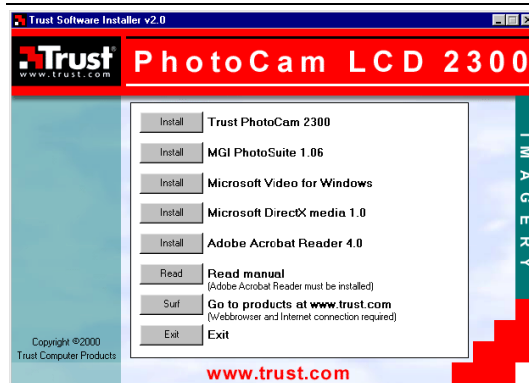 Trust Software Installer v2.0
Trust
www.trust.com
PhotoCam LCD 2300
Install Trust PhotoCam 2300
Install MGI PhotoSuite 1.06
Install Microsoft Video for Windows
Install Microsoft DirectX media 1.0
Install Adobe Acrobat Reader 4.0
Read Read manual
(Adobe Acrobat Reader must be installed)
Surf Go to products at www.trust.com
(Webbrowser and Internet connection required)
Exit Exit
IMAGERY
Copyright ©2000
Trust Computer Products
www.trust.com